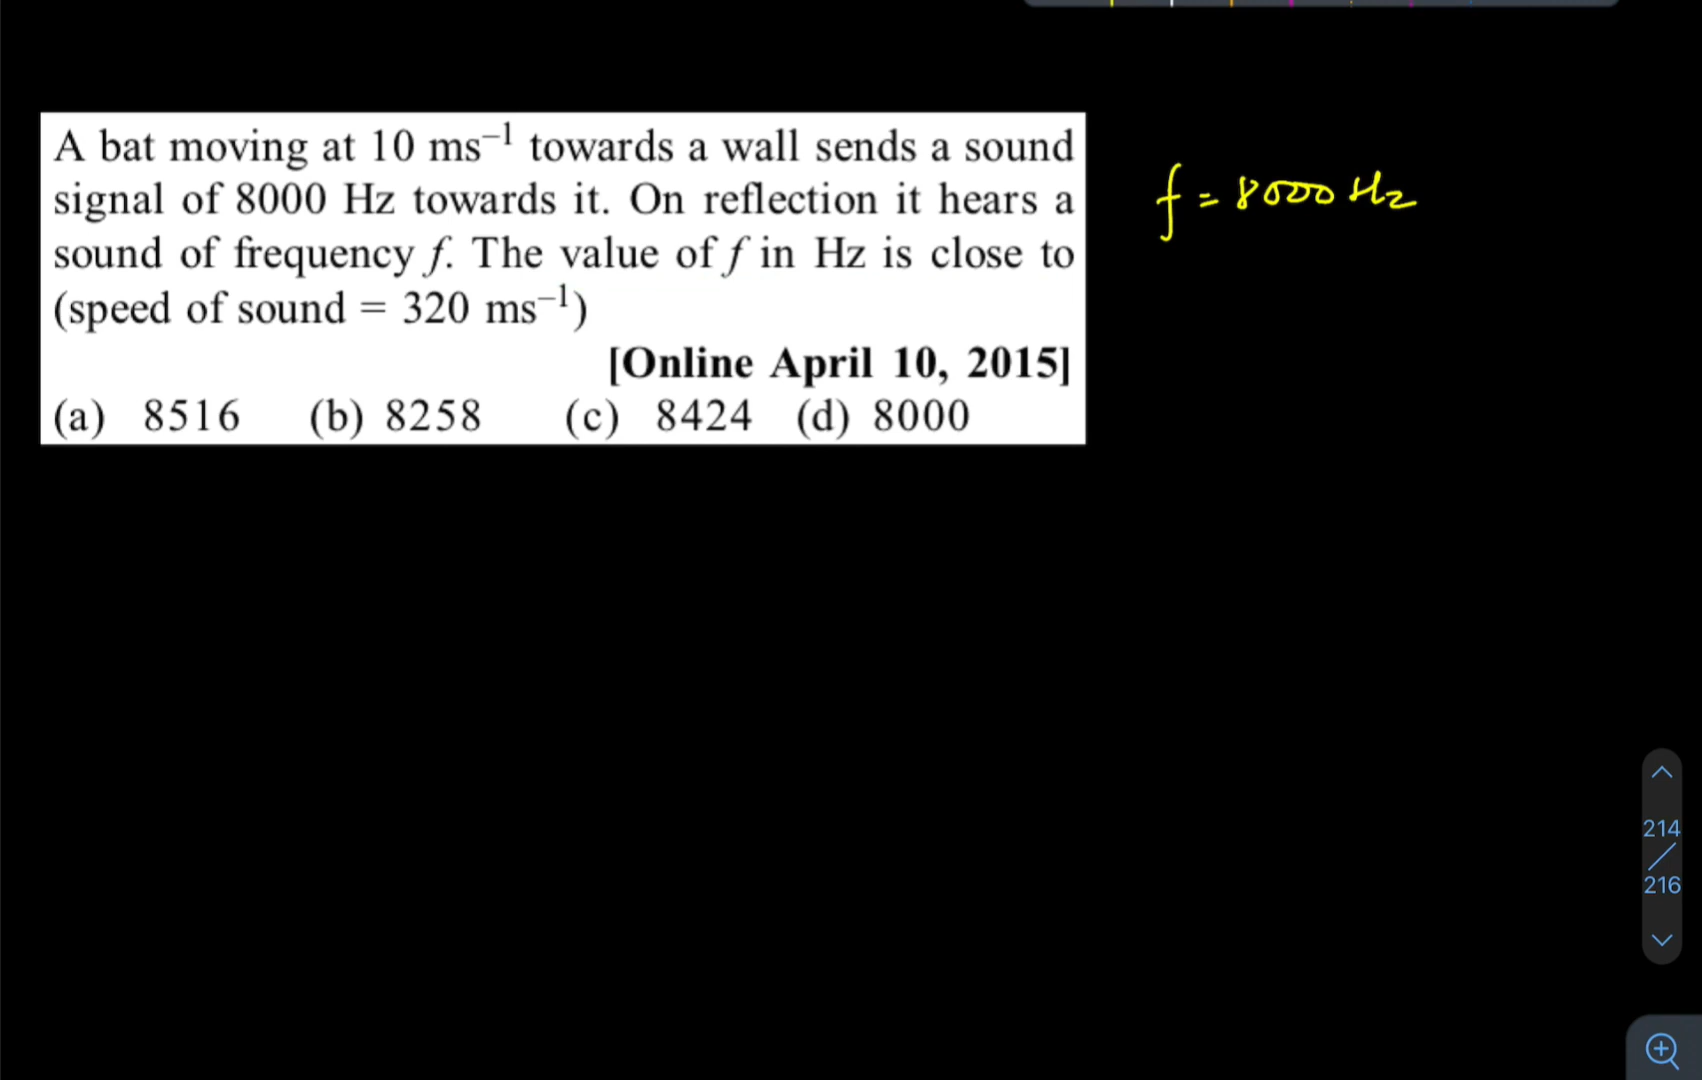 A bat moving at 10 ms⁻¹ towards a wall sends a sound
signal of 8000 Hz towards it. On reflection it hears a
sound of frequency f. The value of f in Hz is close to
(speed of sound = 320 ms⁻¹)
[Online April 10, 2015]
(a) 8516 (b) 8258 (c) 8424 (d) 8000
f = 8000 Hz
214
/
216